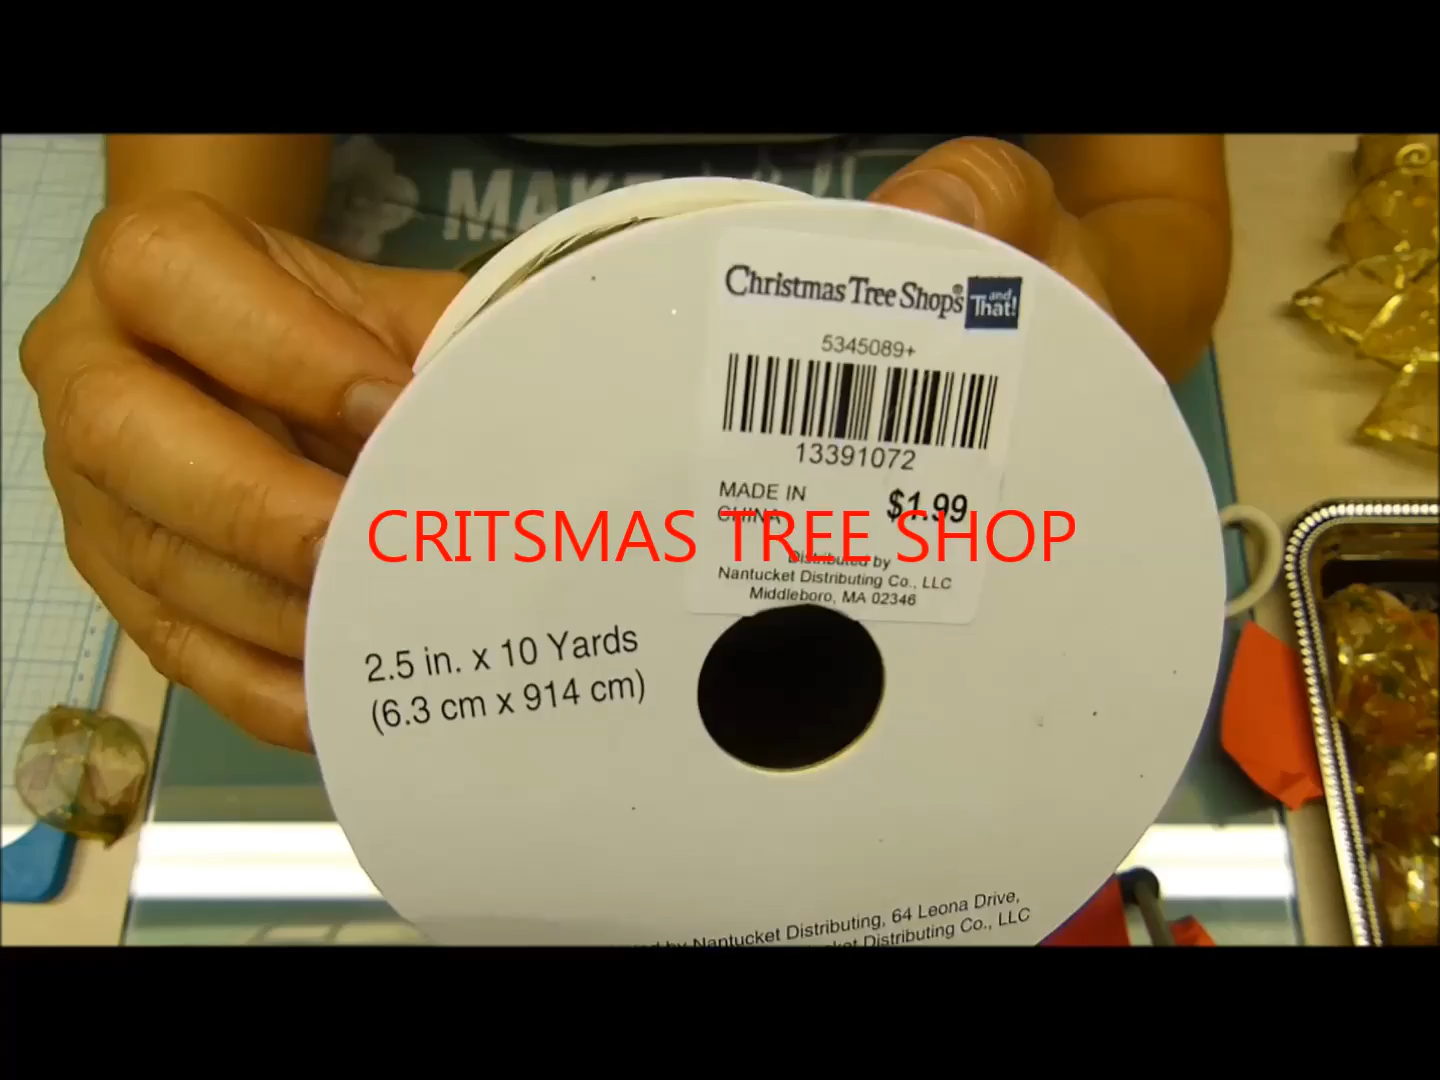 MAKE
Christmas Tree Shops® and That!
5345089+
13391072
MADE IN
CHINA
$1.99
CRITSMAS TREE SHOP
Distributed by
Nantucket Distributing Co., LLC
Middleboro, MA 02346
2.5 in. x 10 Yards
(6.3 cm x 914 cm)
by Nantucket Distributing, 64 Leona Drive,
Distributing Co., LLC